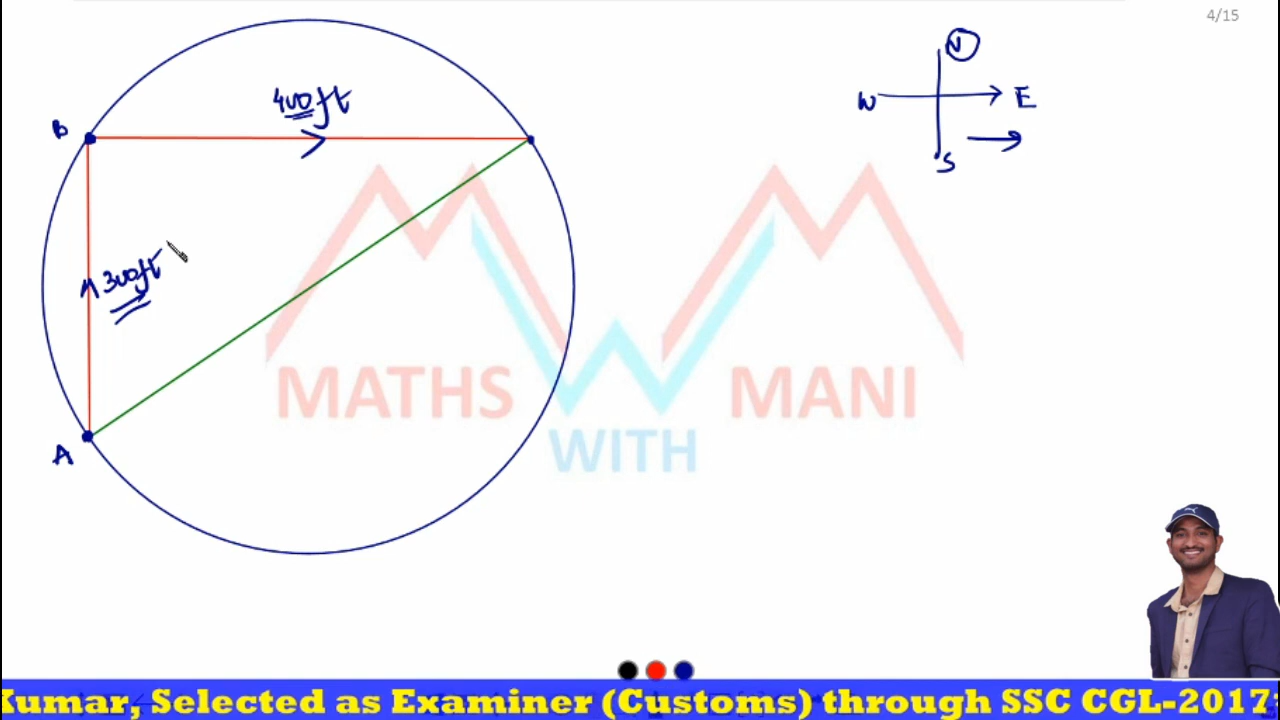 4/15
N
W
E
S
400ft
B
300ft
A
MATHS
WITH
MANI
Kumar, Selected as Examiner (Customs) through SSC CGL-2017